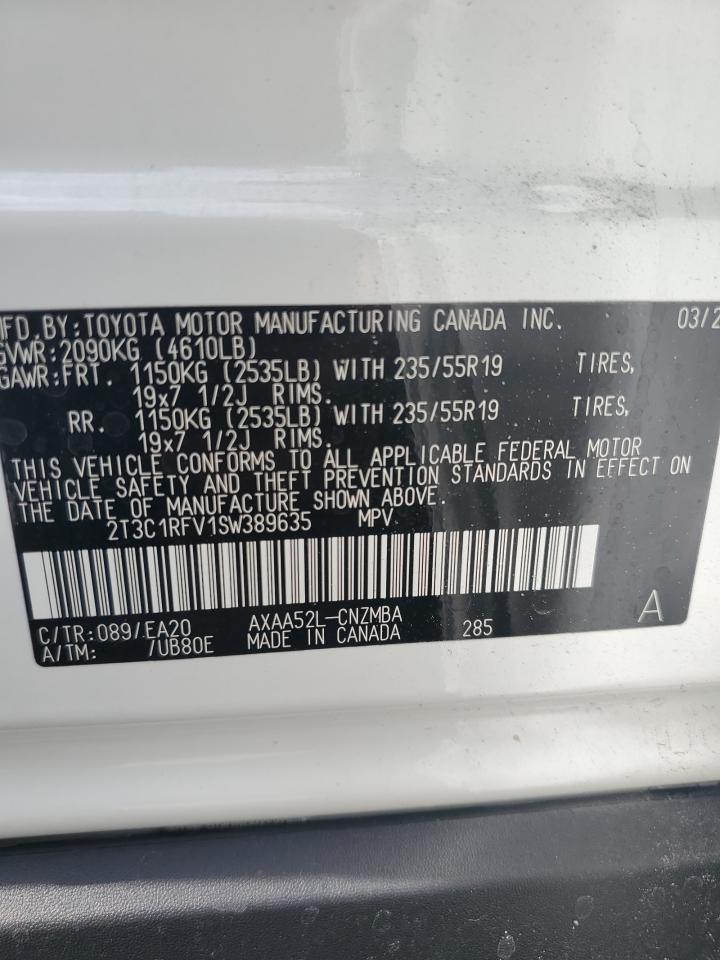 MFD.BY:TOYOTA MOTOR MANUFACTURING CANADA INC. 03/2
GVWR:2090KG (4610LB)
GAWR:FRT. 1150KG (2535LB) WITH 235/55R19 TIRES,
19x7 1/2J RIMS.
RR. 1150KG (2535LB) WITH 235/55R19 TIRES,
19x7 1/2J RIMS.
THIS VEHICLE CONFORMS TO ALL APPLICABLE FEDERAL MOTOR
VEHICLE SAFETY AND THEFT PREVENTION STANDARDS IN EFFECT ON
THE DATE OF MANUFACTURE SHOWN ABOVE.
2T3C1RFV1SW389635 MPV
C/TR:089/EA20 AXAA52L-CNZMBA A
A/TM: /UB80E MADE IN CANADA 285